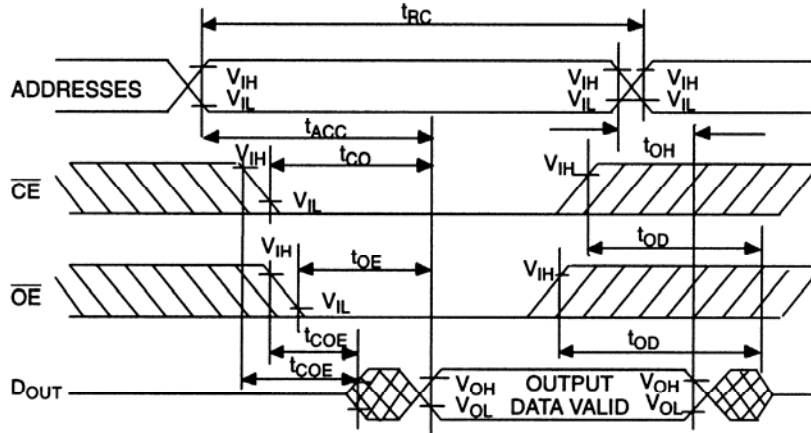 tRC
ADDRESSES
VIH
VIL
VIH
VIL
VIH
VIL
tACC
tOH
CE
VIH
tCO
VIL
VIH
tOD
OE
VIH
tOE
VIL
VIH
tOD
tCOE
tCOE
DOUT
VOH
VOL
OUTPUT
DATA VALID
VOH
VOL